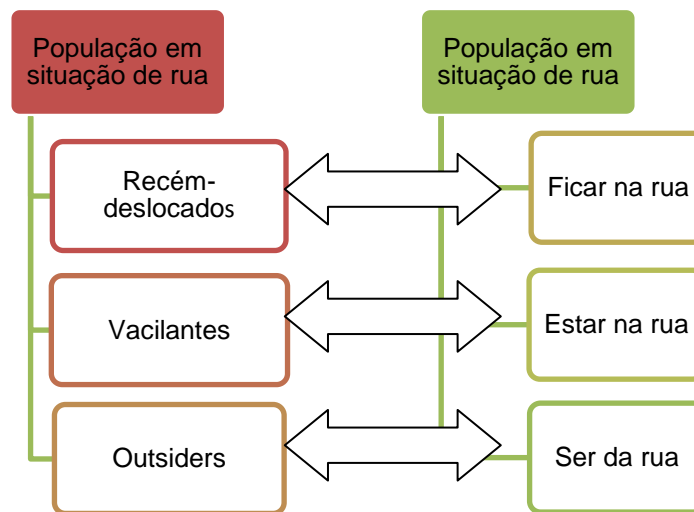 População em
situação de rua
População em
situação de rua
Recém-
deslocados
Ficar na rua
Vacilantes
Estar na rua
Outsiders
Ser da rua